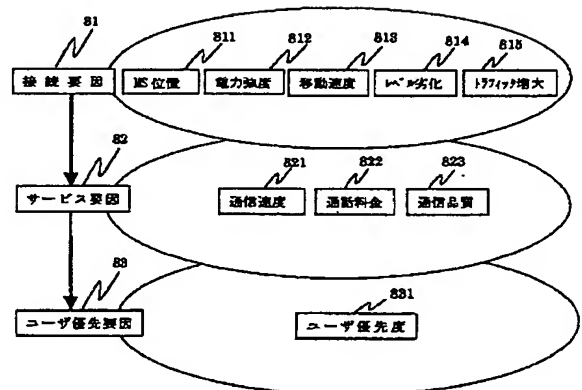 81
811 812 813 814 815
接続要因 MS位置 電力強度 移動速度 レベル劣化 トラフィック増大
82
821 822 823
サービス要因 通信速度 通話料金 通信品質
83
831
ユーザ優先要因 ユーザ優先度